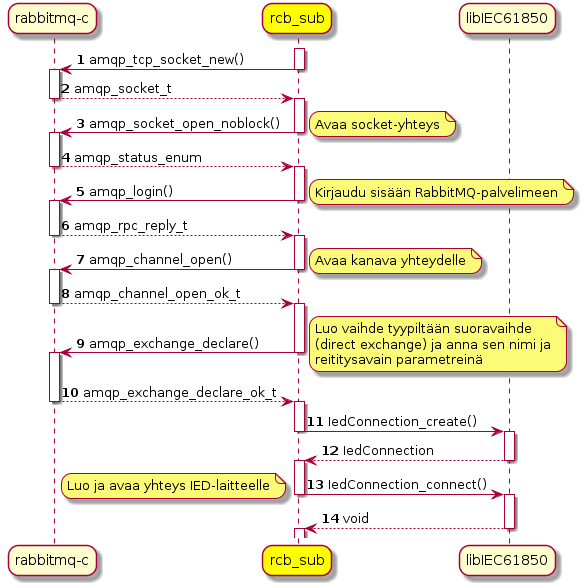 rabbitmq-c rcb_sub libIEC61850
1 amqp_tcp_socket_new()
2 amqp_socket_t
3 amqp_socket_open_noblock()
Avaa socket-yhteys
4 amqp_status_enum
5 amqp_login()
Kirjaudu sisään RabbitMQ-palvelimeen
6 amqp_rpc_reply_t
7 amqp_channel_open()
Avaa kanava yhteydelle
8 amqp_channel_open_ok_t
9 amqp_exchange_declare()
Luo vaihde tyypiltään suoravaihde
(direct exchange) ja anna sen nimi ja
reititysavain parametreinä
10 amqp_exchange_declare_ok_t
11 IedConnection_create()
12 IedConnection
Luo ja avaa yhteys IED-laitteelle
13 IedConnection_connect()
14 void
rabbitmq-c rcb_sub libIEC61850